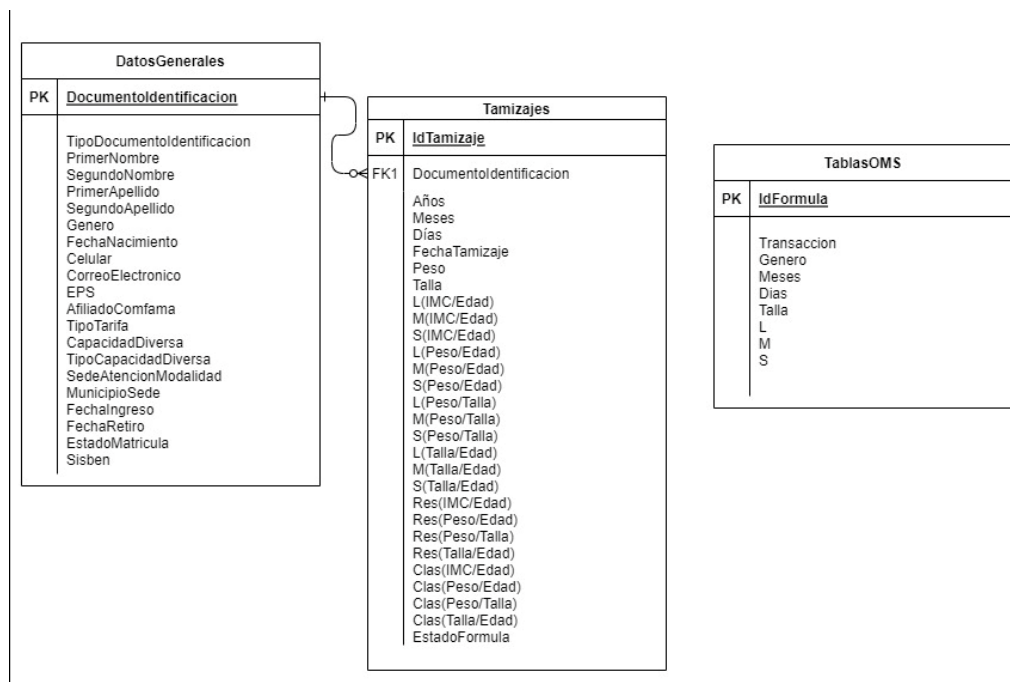 DatosGenerales
PK DocumentoIdentificacion
TipoDocumentoIdentificacion
PrimerNombre
SegundoNombre
PrimerApellido
SegundoApellido
Genero
FechaNacimiento
Celular
CorreoElectronico
EPS
AfiliadoComfama
TipoTarifa
CapacidadDiversa
TipoCapacidadDiversa
SedeAtencionModalidad
MunicipioSede
FechaIngreso
FechaRetiro
EstadoMatricula
Sisben
Tamizajes
PK IdTamizaje
FK1 DocumentoIdentificacion
Años
Meses
Días
FechaTamizaje
Peso
Talla
L(IMC/Edad)
M(IMC/Edad)
S(IMC/Edad)
L(Peso/Edad)
M(Peso/Edad)
S(Peso/Edad)
L(Peso/Talla)
M(Peso/Talla)
S(Peso/Talla)
L(Talla/Edad)
M(Talla/Edad)
S(Talla/Edad)
Res(IMC/Edad)
Res(Peso/Edad)
Res(Peso/Talla)
Res(Talla/Edad)
Clas(IMC/Edad)
Clas(Peso/Edad)
Clas(Peso/Talla)
Clas(Talla/Edad)
EstadoFormula
TablasOMS
PK IdFormula
Transaccion
Genero
Meses
Dias
Talla
L
M
S